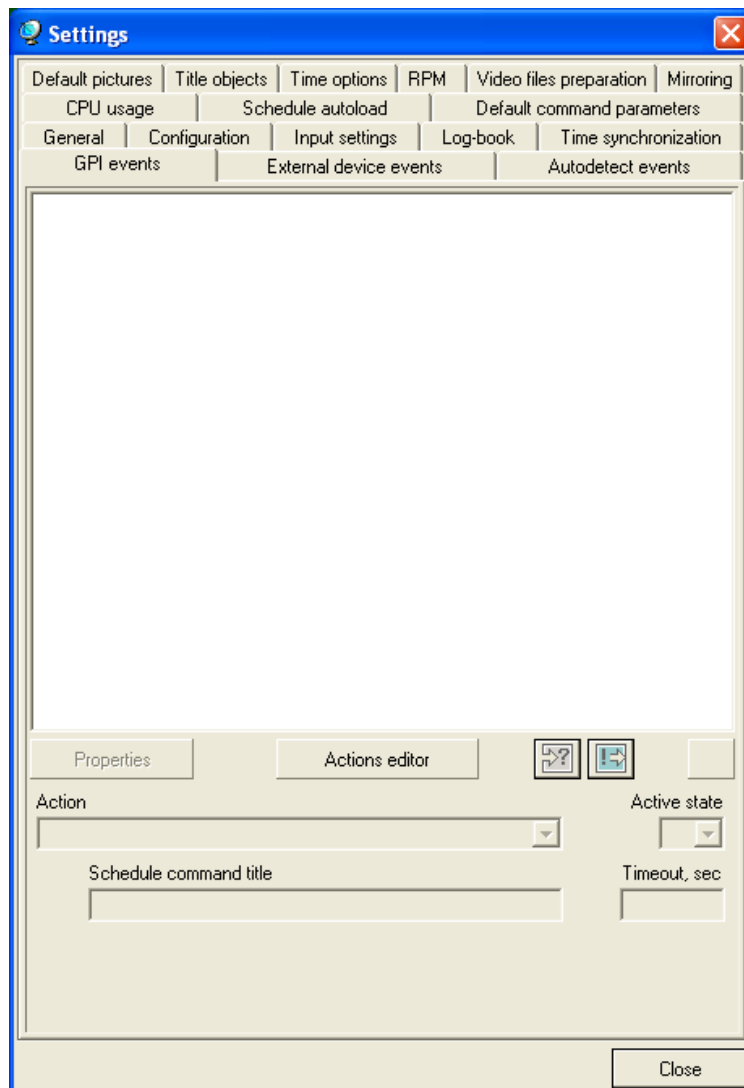 Settings
Default pictures Title objects Time options RPM Video files preparation Mirroring
CPU usage Schedule autoload Default command parameters
General Configuration Input settings Log-book Time synchronization
GPI events External device events Autodetect events
Properties Actions editor
Action Active state
Schedule command title Timeout, sec
Close